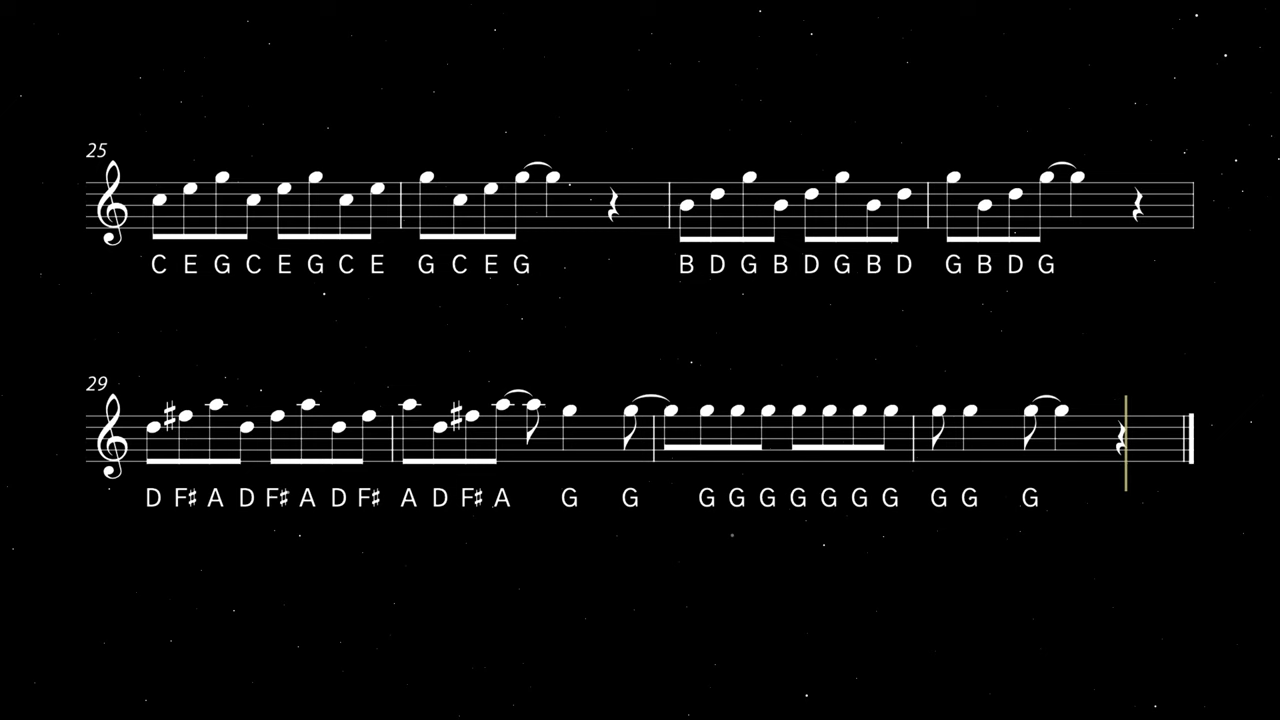 25
C E G C E G C E G C E G B D G B D G B D G B D G
29
D F♯ A D F♯ A D F♯ A D F♯ A G G G G G G G G G G G G